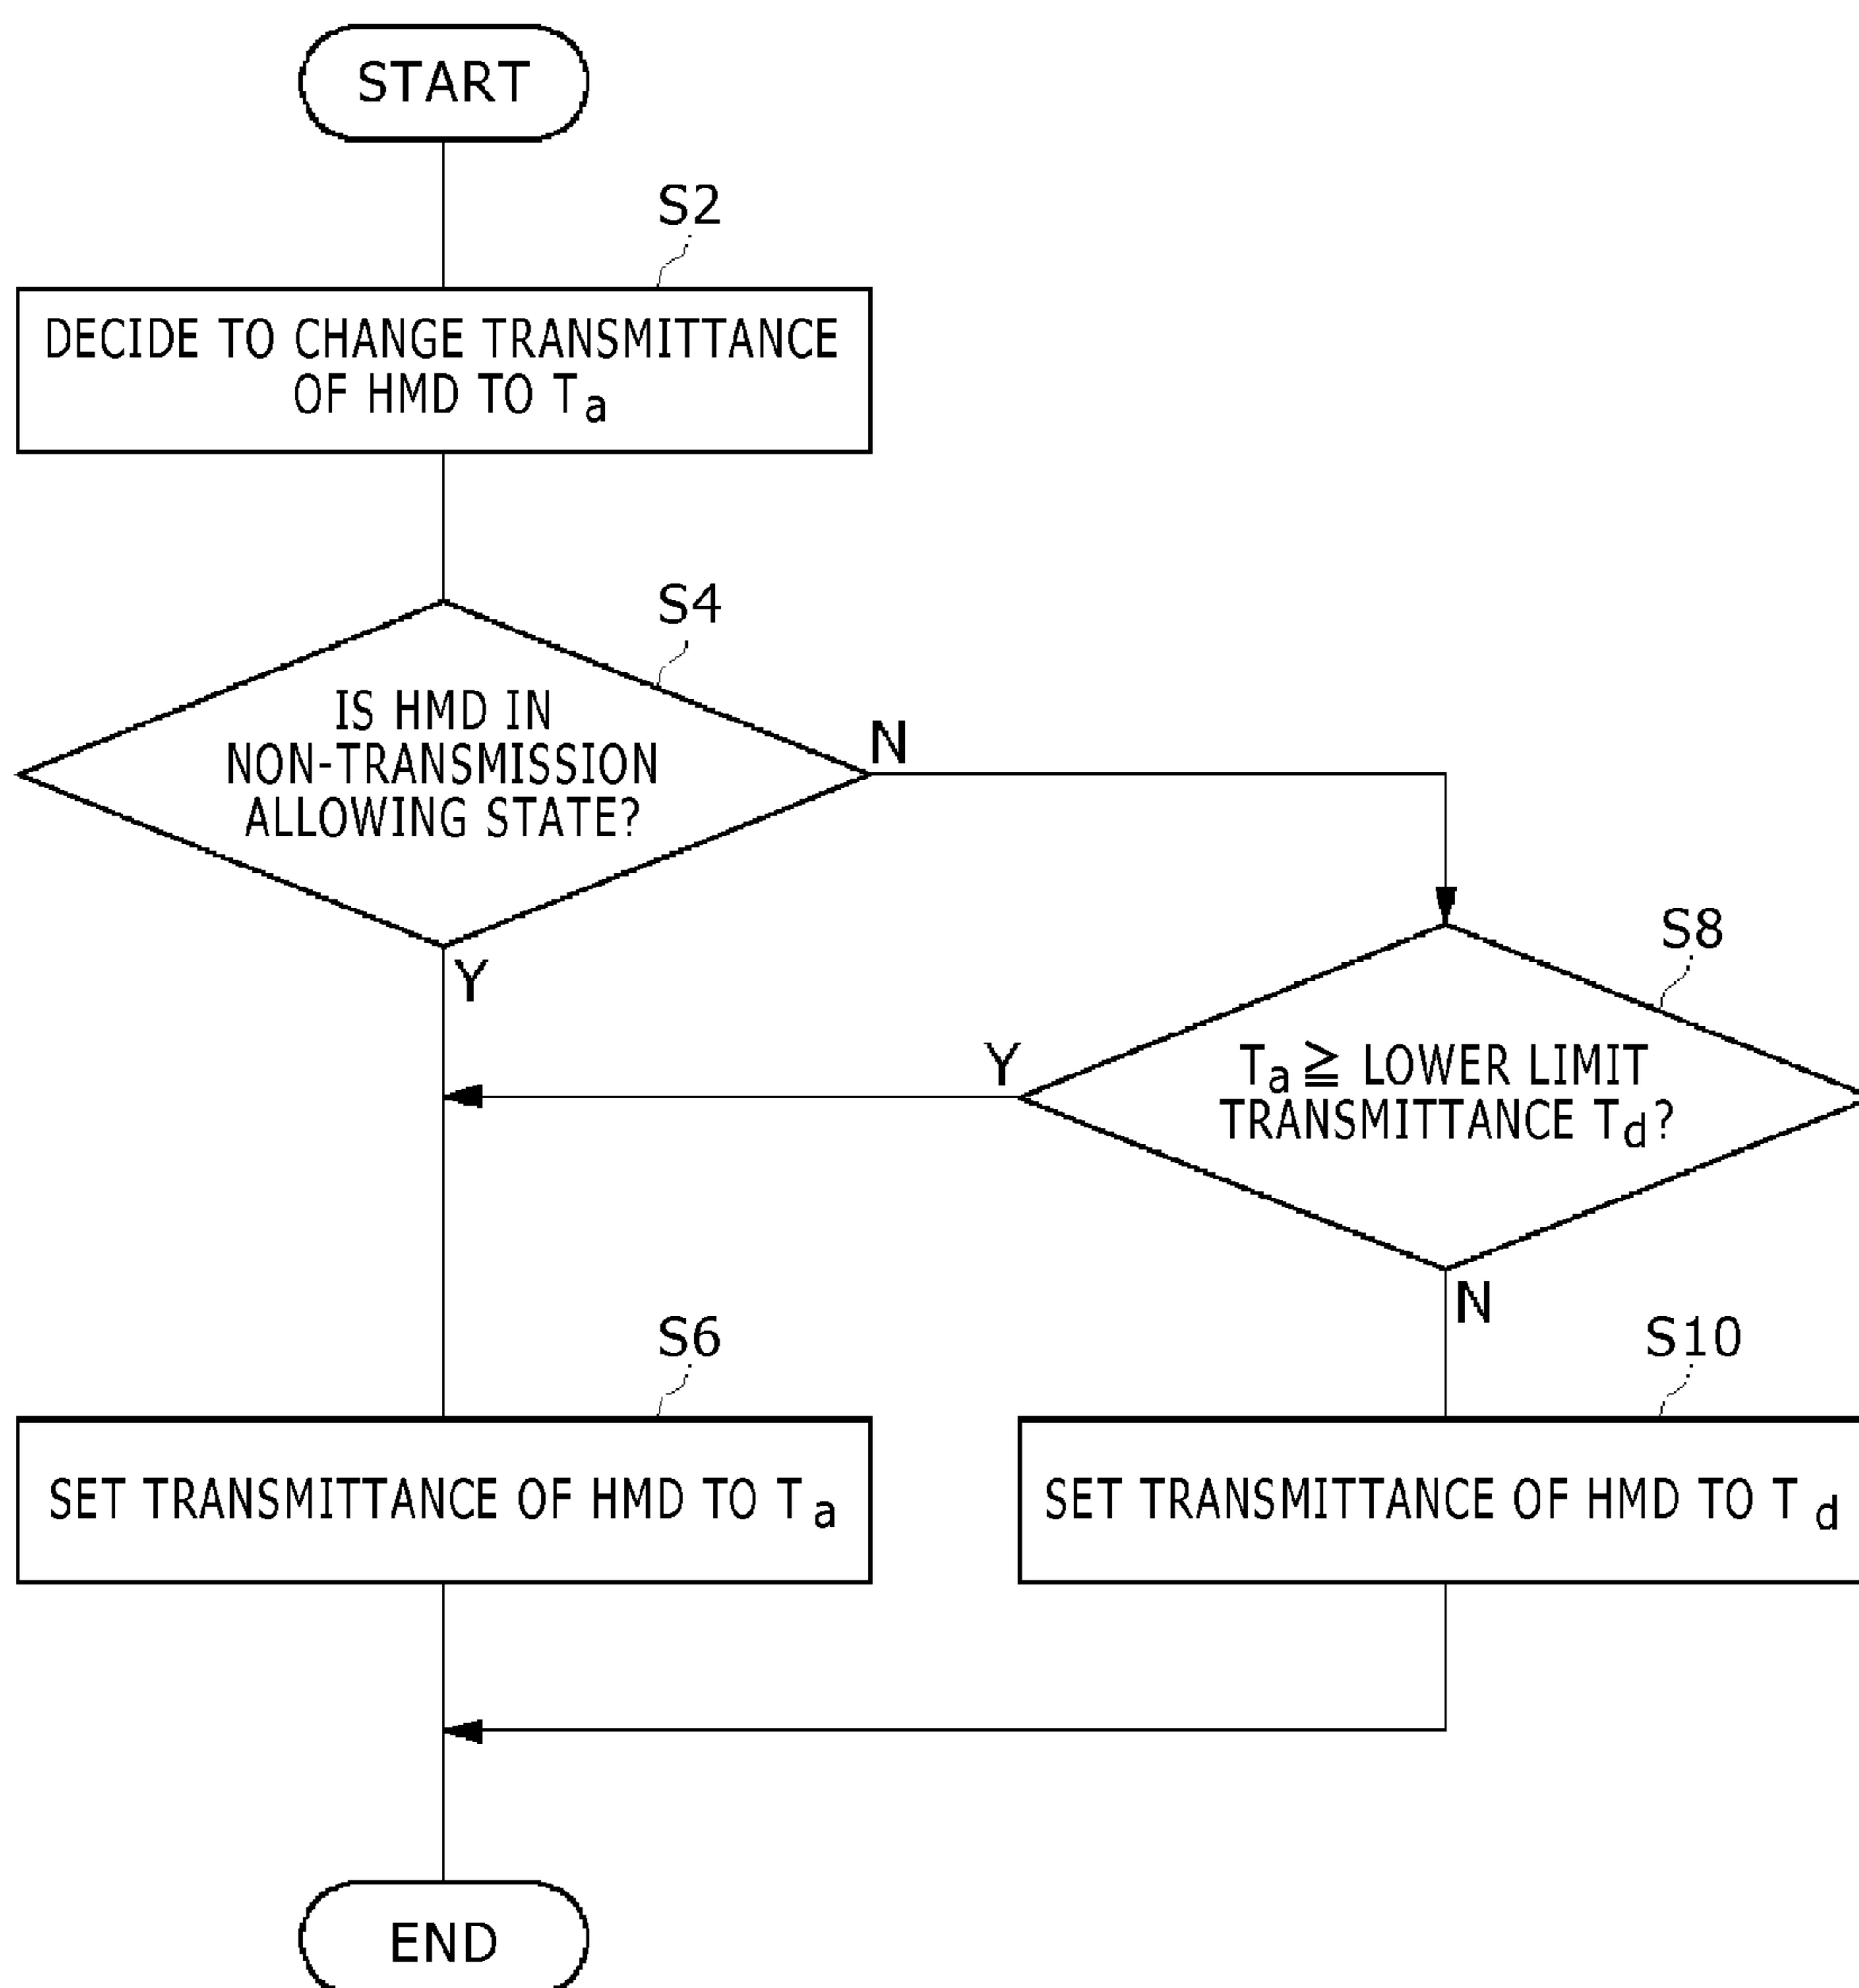 START
S2
DECIDE TO CHANGE TRANSMITTANCE
OF HMD TO Ta
S4
IS HMD IN
NON-TRANSMISSION
ALLOWING STATE?
N
Y
S8
Ta ≧ LOWER LIMIT
TRANSMITTANCE Td?
Y
N
S6
SET TRANSMITTANCE OF HMD TO Ta
S10
SET TRANSMITTANCE OF HMD TO Td
END